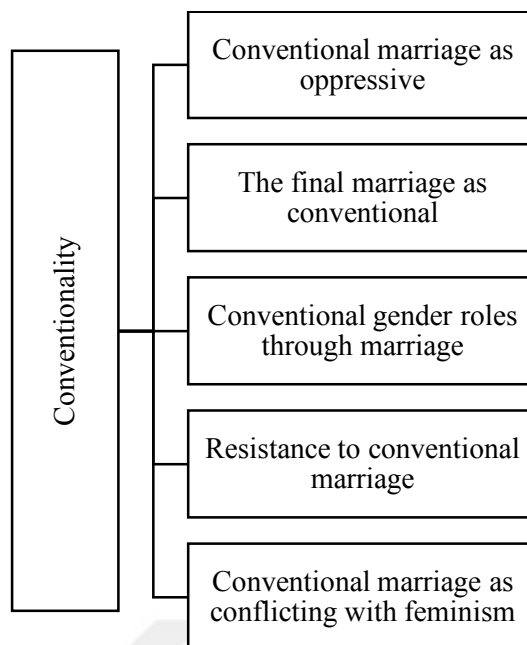 Conventionality
Conventional marriage as
oppressive
The final marriage as
conventional
Conventional gender roles
through marriage
Resistance to conventional
marriage
Conventional marriage as
conflicting with feminism